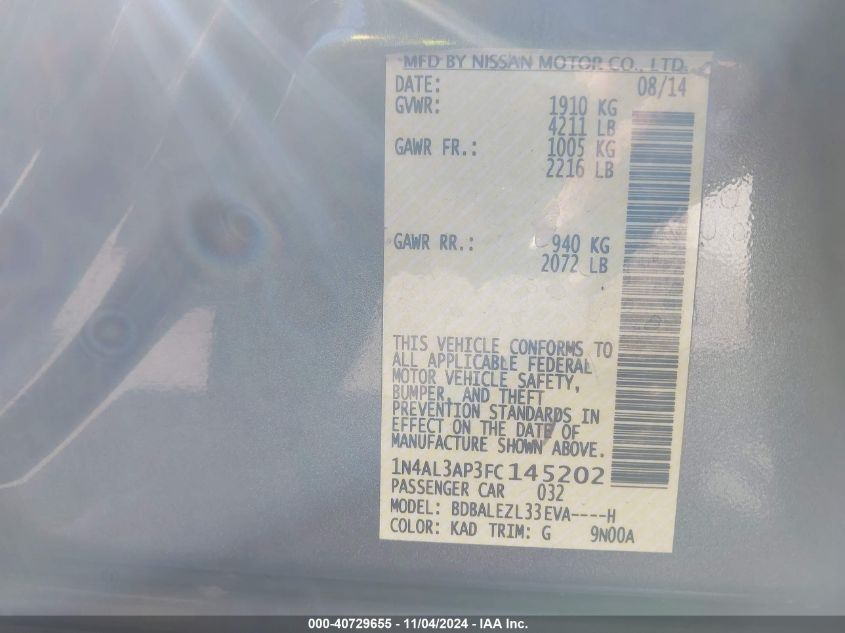 MFD BY NISSAN MOTOR CO., LTD.
DATE: 08/14
GVWR: 1910 KG
4211 LB
GAWR FR.: 1005 KG
2216 LB
GAWR RR.: 940 KG
2072 LB
THIS VEHICLE CONFORMS TO
ALL APPLICABLE FEDERAL
MOTOR VEHICLE SAFETY,
BUMPER, AND THEFT
PREVENTION STANDARDS IN
EFFECT ON THE DATE OF
MANUFACTURE SHOWN ABOVE.
1N4AL3AP3FC145202
PASSENGER CAR 032
MODEL: BDBALEZL33EVA----H
COLOR: KAD TRIM: G 9N00A
000-40729655 - 11/04/2024 - IAA Inc.